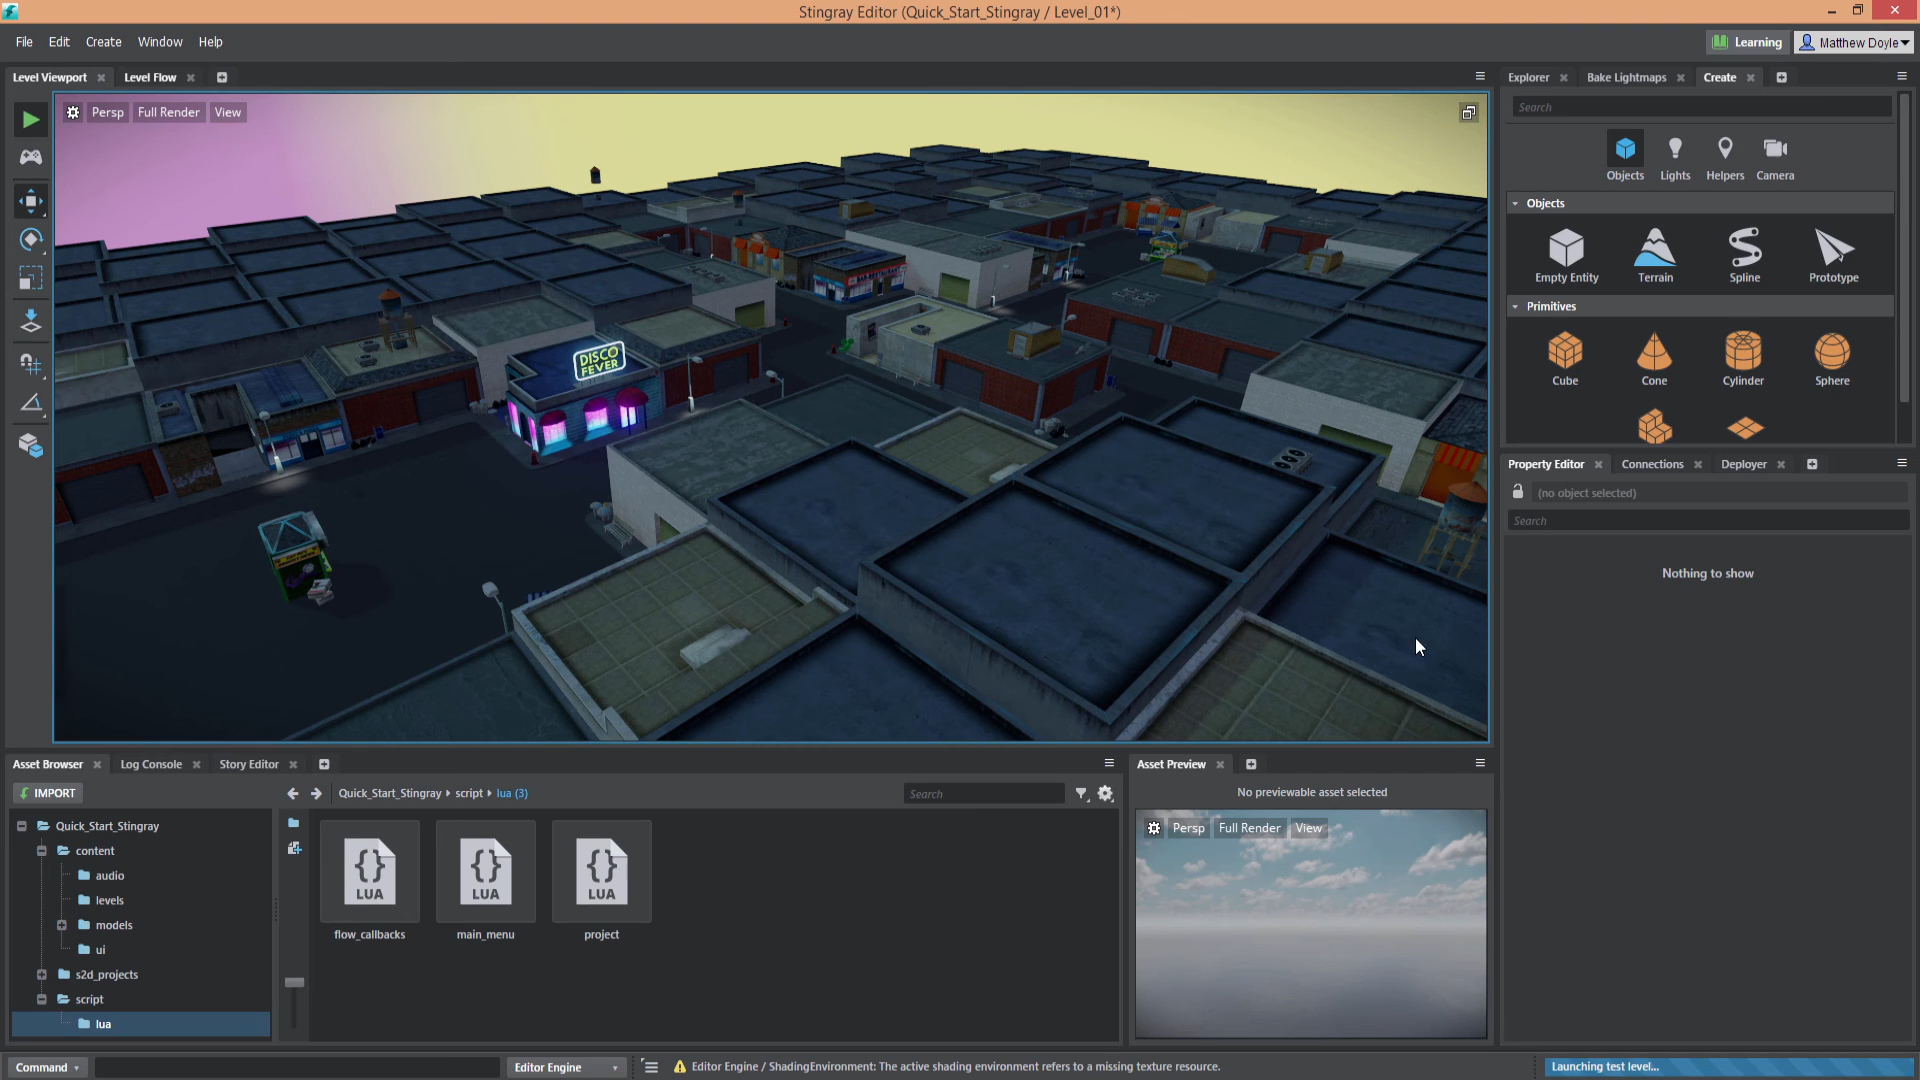 Stingray Editor (Quick_Start_Stingray / Level_01*)
File Edit Create Window Help
Learning
Matthew Doyle
Level Viewport
Level Flow
Persp
Full Render
View
DISCO
FEVER
Explorer
Bake Lightmaps
Create
Search
Objects
Lights
Helpers
Camera
Objects
Empty Entity
Terrain
Spline
Prototype
Primitives
Cube
Cone
Cylinder
Sphere
Property Editor
Connections
Deployer
(no object selected)
Search
Nothing to show
Asset Browser
Log Console
Story Editor
IMPORT
Quick_Start_Stingray
script
lua (3)
Search
Quick_Start_Stingray
content
audio
levels
models
ui
s2d_projects
script
lua
{} LUA
{} LUA
{} LUA
flow_callbacks
main_menu
project
Asset Preview
No previewable asset selected
Persp
Full Render
View
Command
Editor Engine
Editor Engine / ShadingEnvironment: The active shading environment refers to a missing texture resource.
Launching test level...